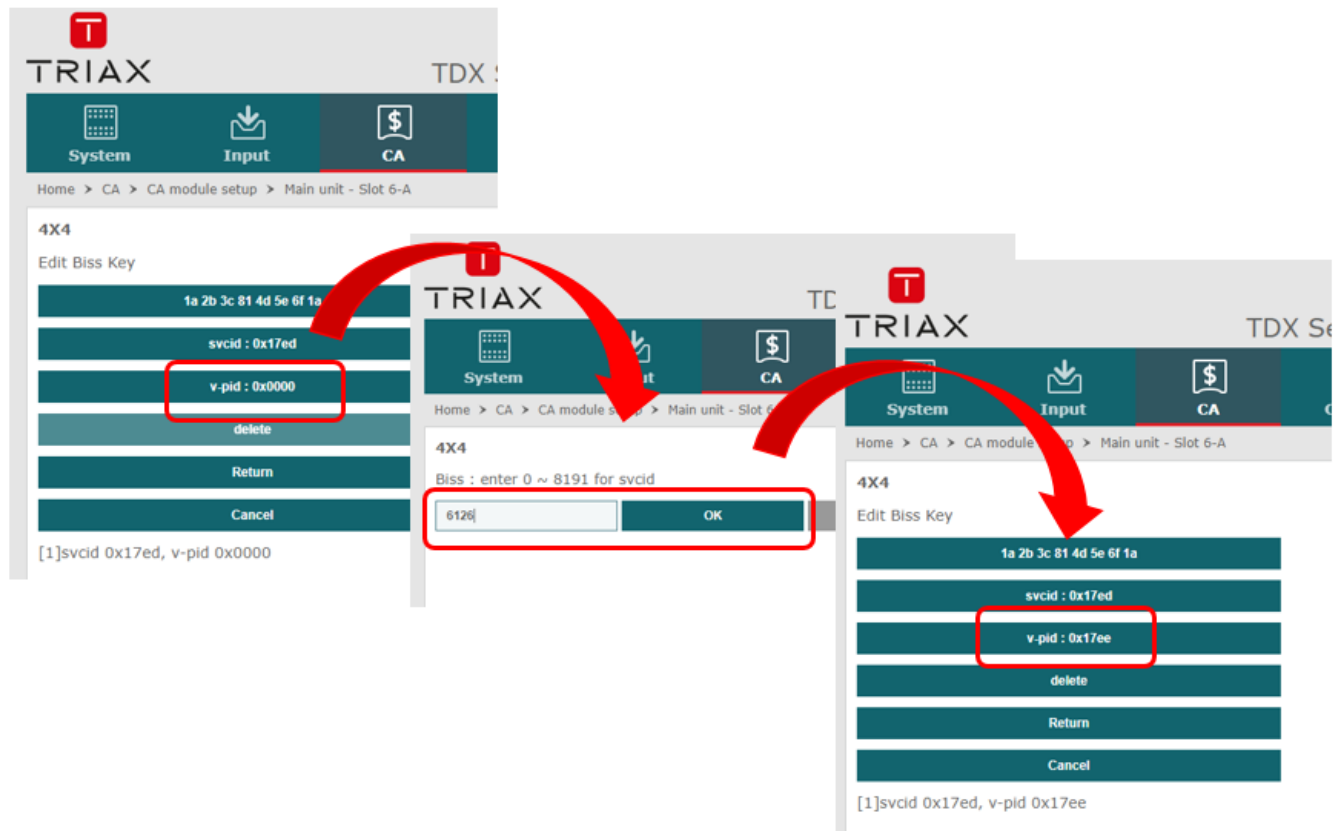 TRIAX
TDX
System Input CA
Home > CA > CA module setup > Main unit - Slot 6-A
4X4
Edit Biss Key
1a 2b 3c 81 4d 5e 6f 1a
svcid : 0x17ed
v-pid : 0x0000
delete
Return
Cancel
[1]svcid 0x17ed, v-pid 0x0000
TRIAX
System CA
Home > CA > CA module > Main unit - Slot
4X4
Biss : enter 0 ~ 8191 for svcid
6126 OK
TRIAX
TDX Se
System Input CA
Home > CA > CA module > Main unit - Slot 6-A
4X4
Edit Biss Key
1a 2b 3c 81 4d 5e 6f 1a
svcid : 0x17ed
v-pid : 0x17ee
delete
Return
Cancel
[1]svcid 0x17ed, v-pid 0x17ee